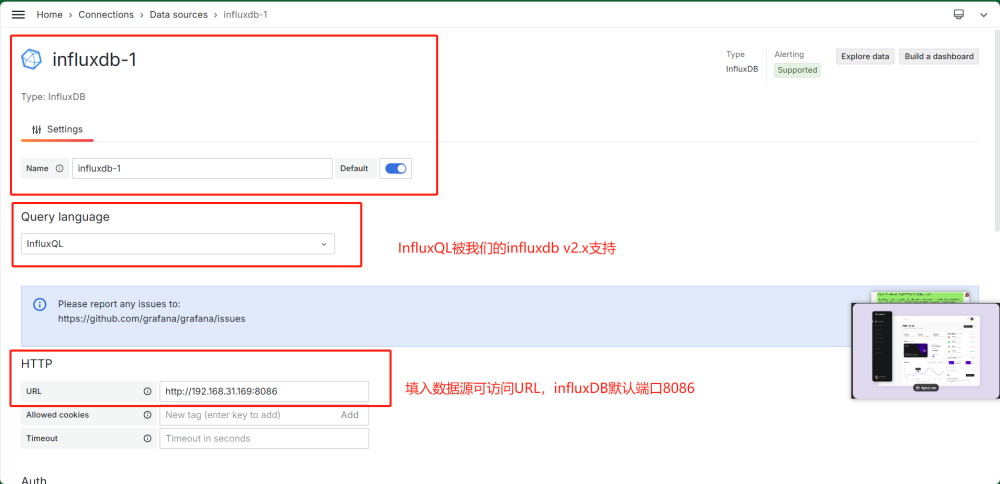 Home > Connections > Data sources > influxdb-1
influxdb-1
Type: InfluxDB
Type
InfluxDB
Alerting
Supported
Explore data
Build a dashboard
Settings
Name
influxdb-1
Default
Query language
InfluxQL
InfluxQL被我们的influxdb v2.x支持
Please report any issues to:
https://github.com/grafana/grafana/issues
HTTP
URL
http://192.168.31.169:8086
填入数据源可访问URL，influxDB默认端口8086
Allowed cookies
New tag (enter key to add)
Add
Timeout
Timeout in seconds
Auth